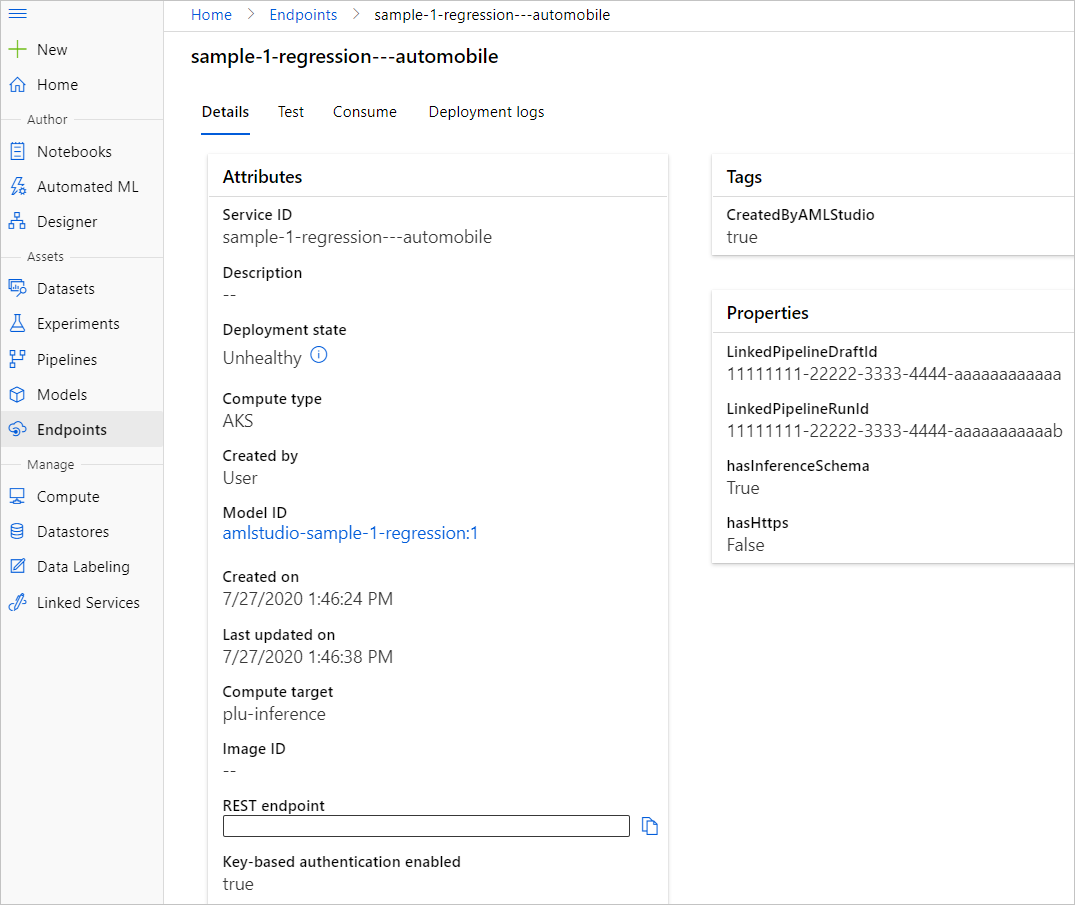 New
Home
Author
Notebooks
Automated ML
Designer
Assets
Datasets
Experiments
Pipelines
Models
Endpoints
Manage
Compute
Datastores
Data Labeling
Linked Services
Home > Endpoints > sample-1-regression---automobile
sample-1-regression---automobile
Details Test Consume Deployment logs
Attributes
Service ID
sample-1-regression---automobile
Description
--
Deployment state
Unhealthy
Compute type
AKS
Created by
User
Model ID
amlstudio-sample-1-regression:1
Created on
7/27/2020 1:46:24 PM
Last updated on
7/27/2020 1:46:38 PM
Compute target
plu-inference
Image ID
--
REST endpoint
Key-based authentication enabled
true
Tags
CreatedByAMLStudio
true
Properties
LinkedPipelineDraftId
11111111-22222-3333-4444-aaaaaaaaaaaa
LinkedPipelineRunId
11111111-22222-3333-4444-aaaaaaaaaaab
hasInferenceSchema
True
hasHttps
False